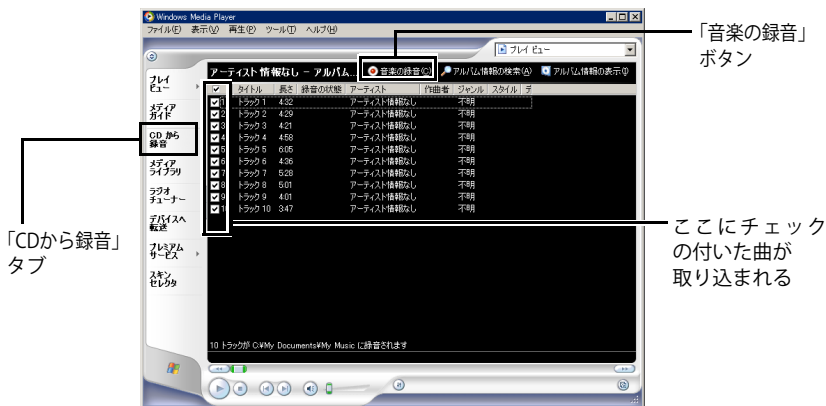 Windows Media Player
ファイル(F) 表示(V) 再生(P) ツール(T) ヘルプ(H)
プレイ ビュー
アーティスト情報なし - アルバム... 音楽の録音(C) アルバム情報の検索(A) アルバム情報の表示(I)
タイトル 長さ 録音の状態 アーティスト 作曲者 ジャンル スタイル デ
1 トラック 1 4:32 アーティスト情報なし 不明
2 トラック 2 4:29 アーティスト情報なし 不明
3 トラック 3 4:21 アーティスト情報なし 不明
4 トラック 4 4:58 アーティスト情報なし 不明
5 トラック 5 6:05 アーティスト情報なし 不明
6 トラック 6 4:36 アーティスト情報なし 不明
7 トラック 7 5:28 アーティスト情報なし 不明
8 トラック 8 5:01 アーティスト情報なし 不明
9 トラック 9 4:01 アーティスト情報なし 不明
1 トラック 10 3:47 アーティスト情報なし 不明
10 トラックが C:¥My Documents¥My Music に録音されます
プレイ
ビュー
メディア
ガイド
CD から
録音
メディア
ライブラリ
ラジオ
チューナー
デバイスへ
転送
プレミアム
サービス
スキン
セレクタ
「CDから録音」
タブ
「音楽の録音」
ボタン
ここにチェック
の付いた曲が
取り込まれる